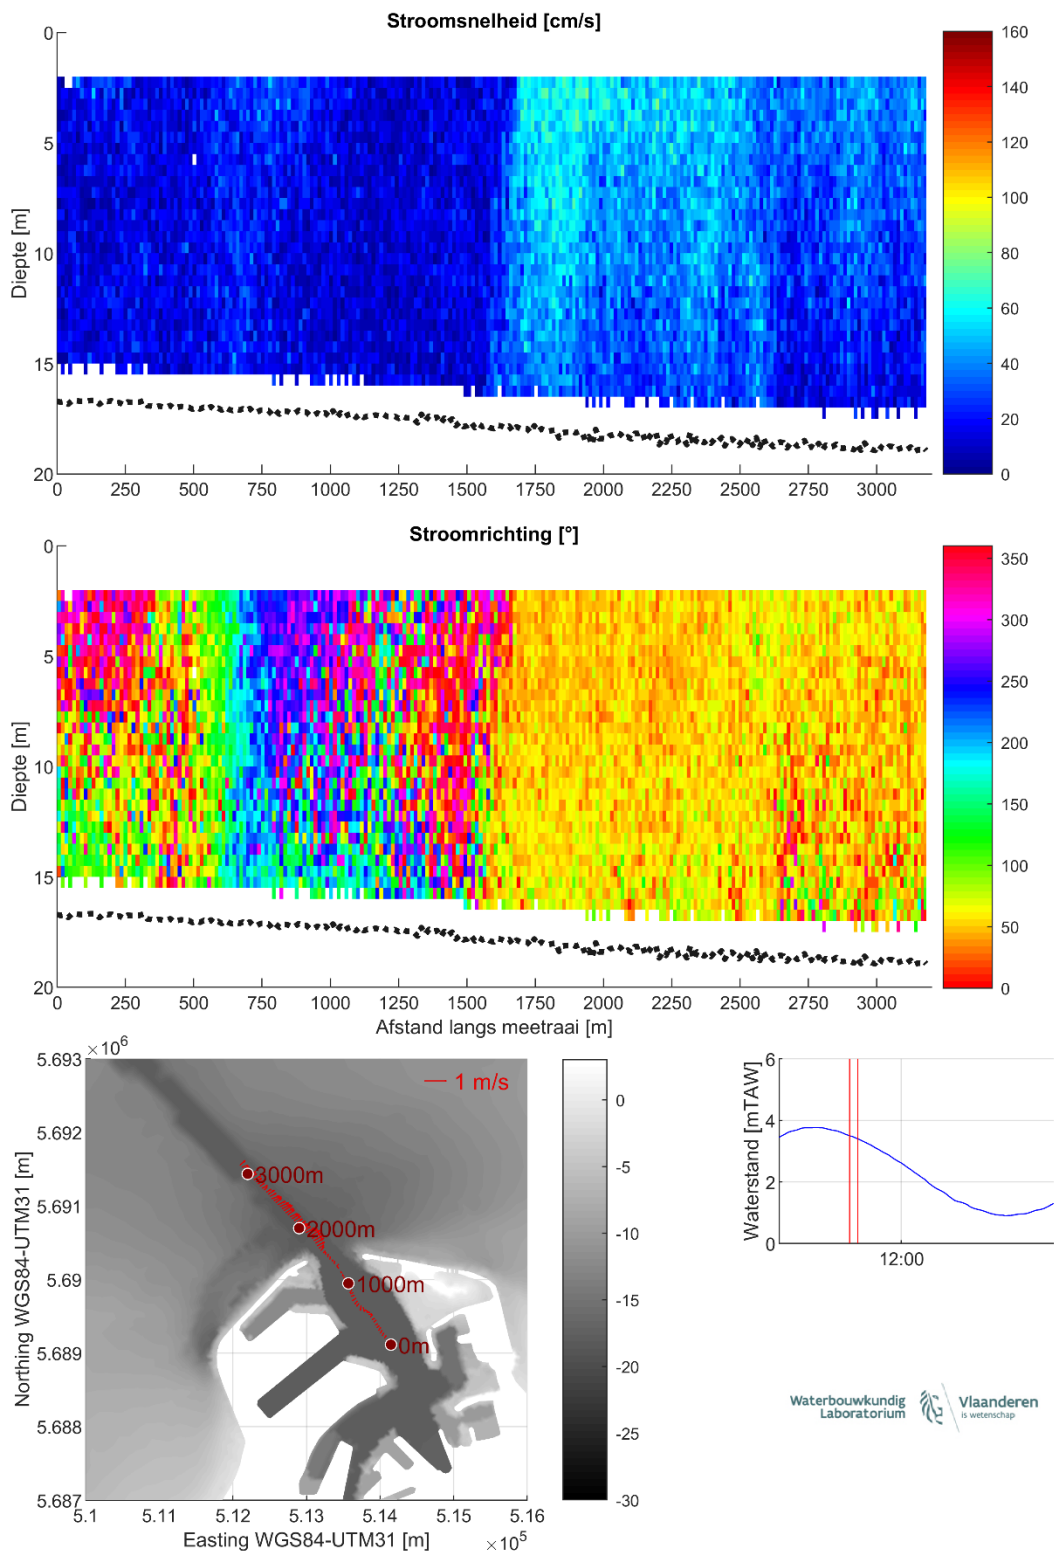 Stroomsnelheid [cm/s]
0
5
10
15
20
Diepte [m]
0 250 500 750 1000 1250 1500 1750 2000 2250 2500 2750 3000
160
140
120
100
80
60
40
20
0
Stroomrichting [°]
0
5
10
15
20
Diepte [m]
0 250 500 750 1000 1250 1500 1750 2000 2250 2500 2750 3000
Afstand langs meetraai [m]
350
300
250
200
150
100
50
0
×10⁶
5.693
5.692
5.691
5.69
5.689
5.688
5.687
Northing WGS84-UTM31 [m]
1 m/s
3000m
2000m
1000m
0m
5.1 5.11 5.12 5.13 5.14 5.15 5.16
Easting WGS84-UTM31 [m]
×10⁵
0
-5
-10
-15
-20
-25
-30
Waterstand [mTAW]
6
4
2
0
12:00
Waterbouwkundig
Laboratorium
Vlaanderen
is wetenschap